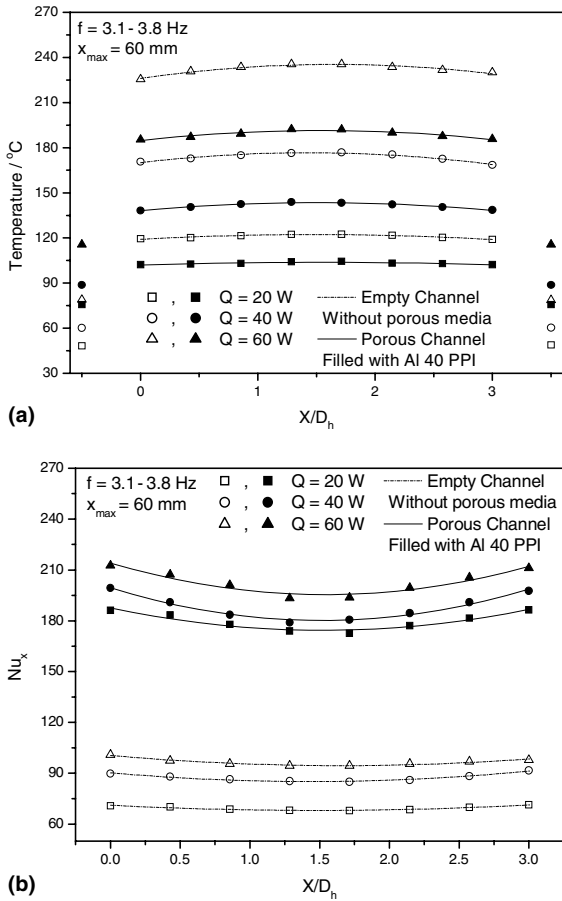 f = 3.1 - 3.8 Hz
x_max = 60 mm
270
240
210
180
150
120
90
60
30
Temperature / °C
, Q = 20 W Empty Channel
, Q = 40 W Without porous media
, Q = 60 W Porous Channel
Filled with Al 40 PPI
0 1 2 3
X/D_h
(a)
f = 3.1 - 3.8 Hz
x_max = 60 mm
, Q = 20 W Empty Channel
, Q = 40 W Without porous media
, Q = 60 W Porous Channel
Filled with Al 40 PPI
270
240
210
180
150
120
90
60
Nu_x
0.0 0.5 1.0 1.5 2.0 2.5 3.0
X/D_h
(b)